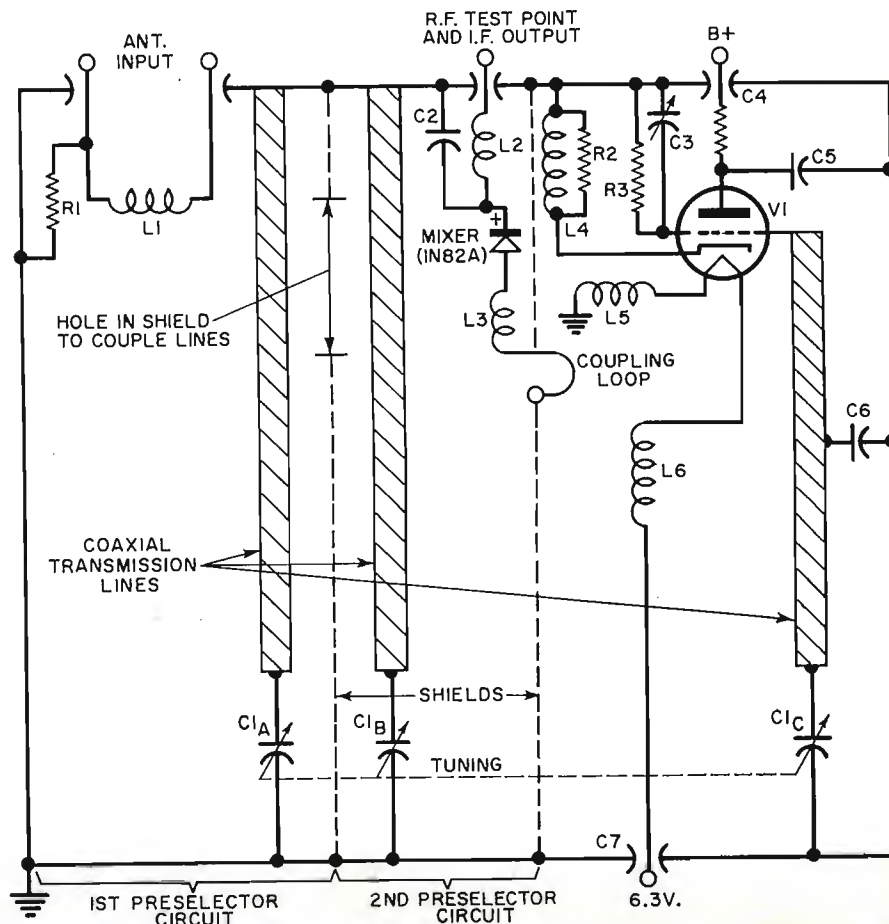 ANT.
INPUT
R.F. TEST POINT
AND I.F. OUTPUT
B+
C2
L2
C4
R2
C3
C5
R3
V1
R1
L1
L4
+
MIXER
(IN82A)
HOLE IN SHIELD
TO COUPLE LINES
L3
L5
COUPLING
LOOP
C6
L6
COAXIAL
TRANSMISSION
LINES
SHIELDS
C1A
C1B
C1C
TUNING
C7
1ST PRESELECTOR
CIRCUIT
2ND PRESELECTOR
CIRCUIT
6.3V.